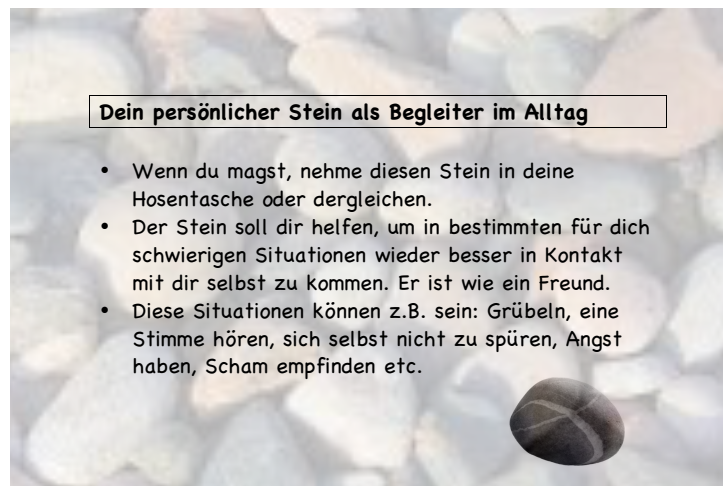 Dein persönlicher Stein als Begleiter im Alltag
• Wenn du magst, nehme diesen Stein in deine
Hosentasche oder dergleichen.
• Der Stein soll dir helfen, um in bestimmten für dich
schwierigen Situationen wieder besser in Kontakt
mit dir selbst zu kommen. Er ist wie ein Freund.
• Diese Situationen können z.B. sein: Grübeln, eine
Stimme hören, sich selbst nicht zu spüren, Angst
haben, Scham empfinden etc.